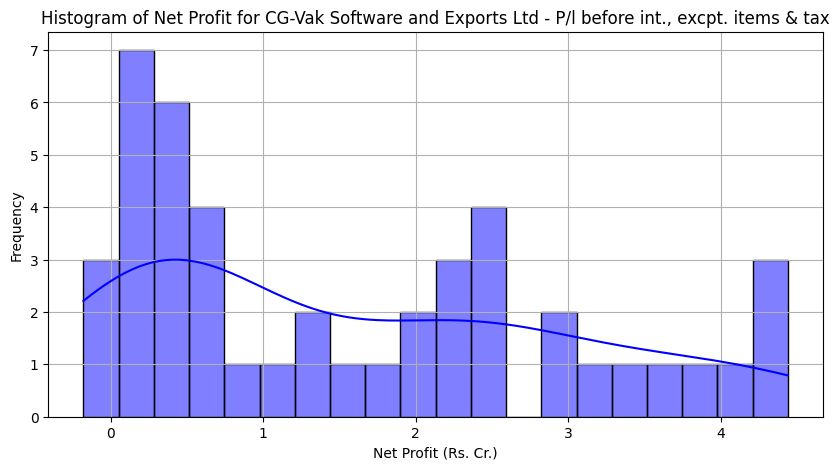 Histogram of Net Profit for CG-Vak Software and Exports Ltd - P/l before int., excpt. items & tax
7
6
5
4
3
2
1
0
Frequency
0 1 2 3 4
Net Profit (Rs. Cr.)